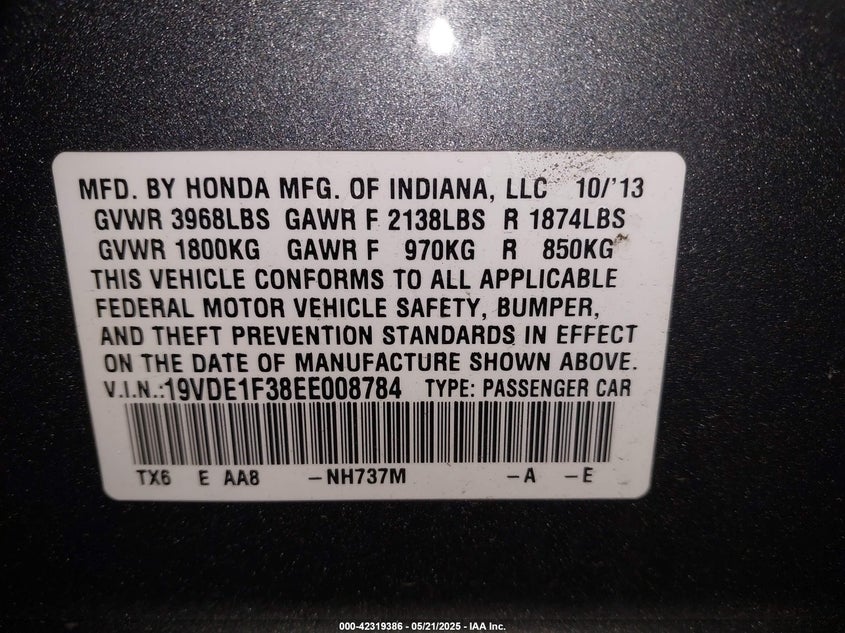 MFD. BY HONDA MFG. OF INDIANA, LLC 10/'13
GVWR 3968LBS GAWR F 2138LBS R 1874LBS
GVWR 1800KG GAWR F 970KG R 850KG
THIS VEHICLE CONFORMS TO ALL APPLICABLE
FEDERAL MOTOR VEHICLE SAFETY, BUMPER,
AND THEFT PREVENTION STANDARDS IN EFFECT
ON THE DATE OF MANUFACTURE SHOWN ABOVE.
V.I.N.:19VDE1F38EE008784 TYPE: PASSENGER CAR
TX6 E AA8 -NH737M -A -E
000-42319386 - 05/21/2025 - IAA Inc.